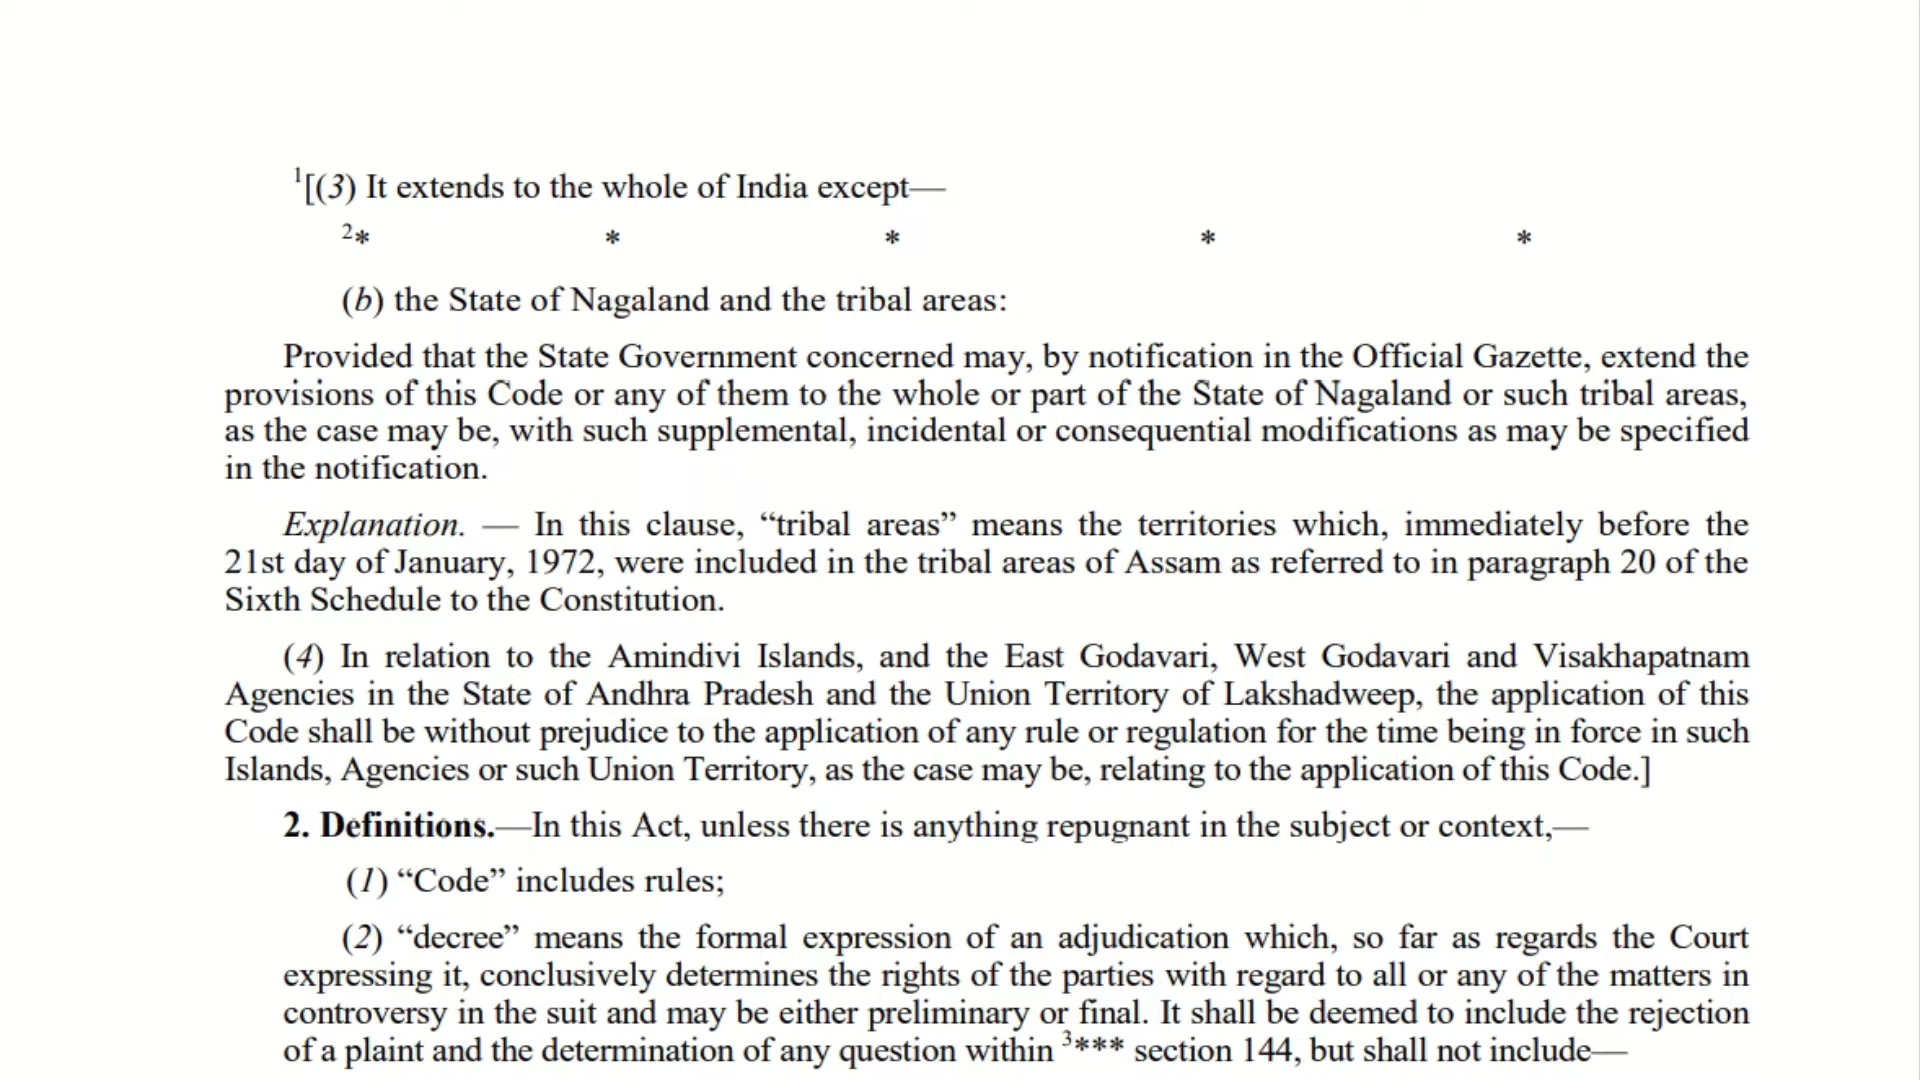 1[(3) It extends to the whole of India except—
2* * * * *
(b) the State of Nagaland and the tribal areas:
Provided that the State Government concerned may, by notification in the Official Gazette, extend the
provisions of this Code or any of them to the whole or part of the State of Nagaland or such tribal areas,
as the case may be, with such supplemental, incidental or consequential modifications as may be specified
in the notification.
Explanation. — In this clause, “tribal areas” means the territories which, immediately before the
21st day of January, 1972, were included in the tribal areas of Assam as referred to in paragraph 20 of the
Sixth Schedule to the Constitution.
(4) In relation to the Amindivi Islands, and the East Godavari, West Godavari and Visakhapatnam
Agencies in the State of Andhra Pradesh and the Union Territory of Lakshadweep, the application of this
Code shall be without prejudice to the application of any rule or regulation for the time being in force in such
Islands, Agencies or such Union Territory, as the case may be, relating to the application of this Code.]
2. Definitions.—In this Act, unless there is anything repugnant in the subject or context,—
(1) “Code” includes rules;
(2) “decree” means the formal expression of an adjudication which, so far as regards the Court
expressing it, conclusively determines the rights of the parties with regard to all or any of the matters in
controversy in the suit and may be either preliminary or final. It shall be deemed to include the rejection
of a plaint and the determination of any question within 3*** section 144, but shall not include—